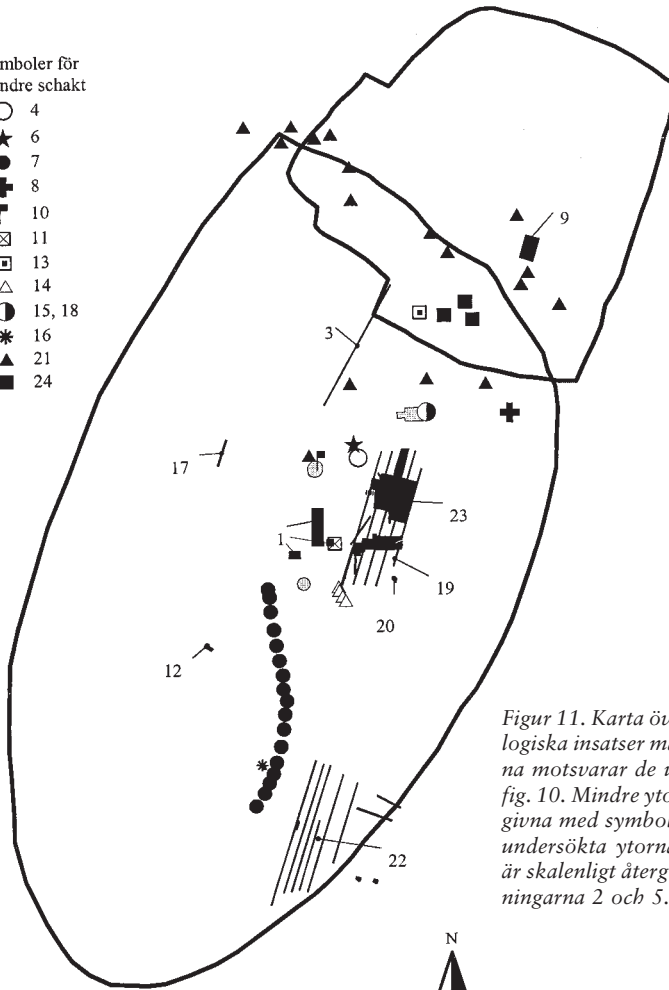 mboler för
ndre schakt
4
6
7
8
10
11
13
14
15, 18
16
21
24
9
3
17
23
1
19
20
12
22
Figur 11. Karta öv
logiska insatser m
na motsvarar de u
fig. 10. Mindre yto
givna med symbol
undersökta ytorna
är skalenligt återg
ningarna 2 och 5.
N